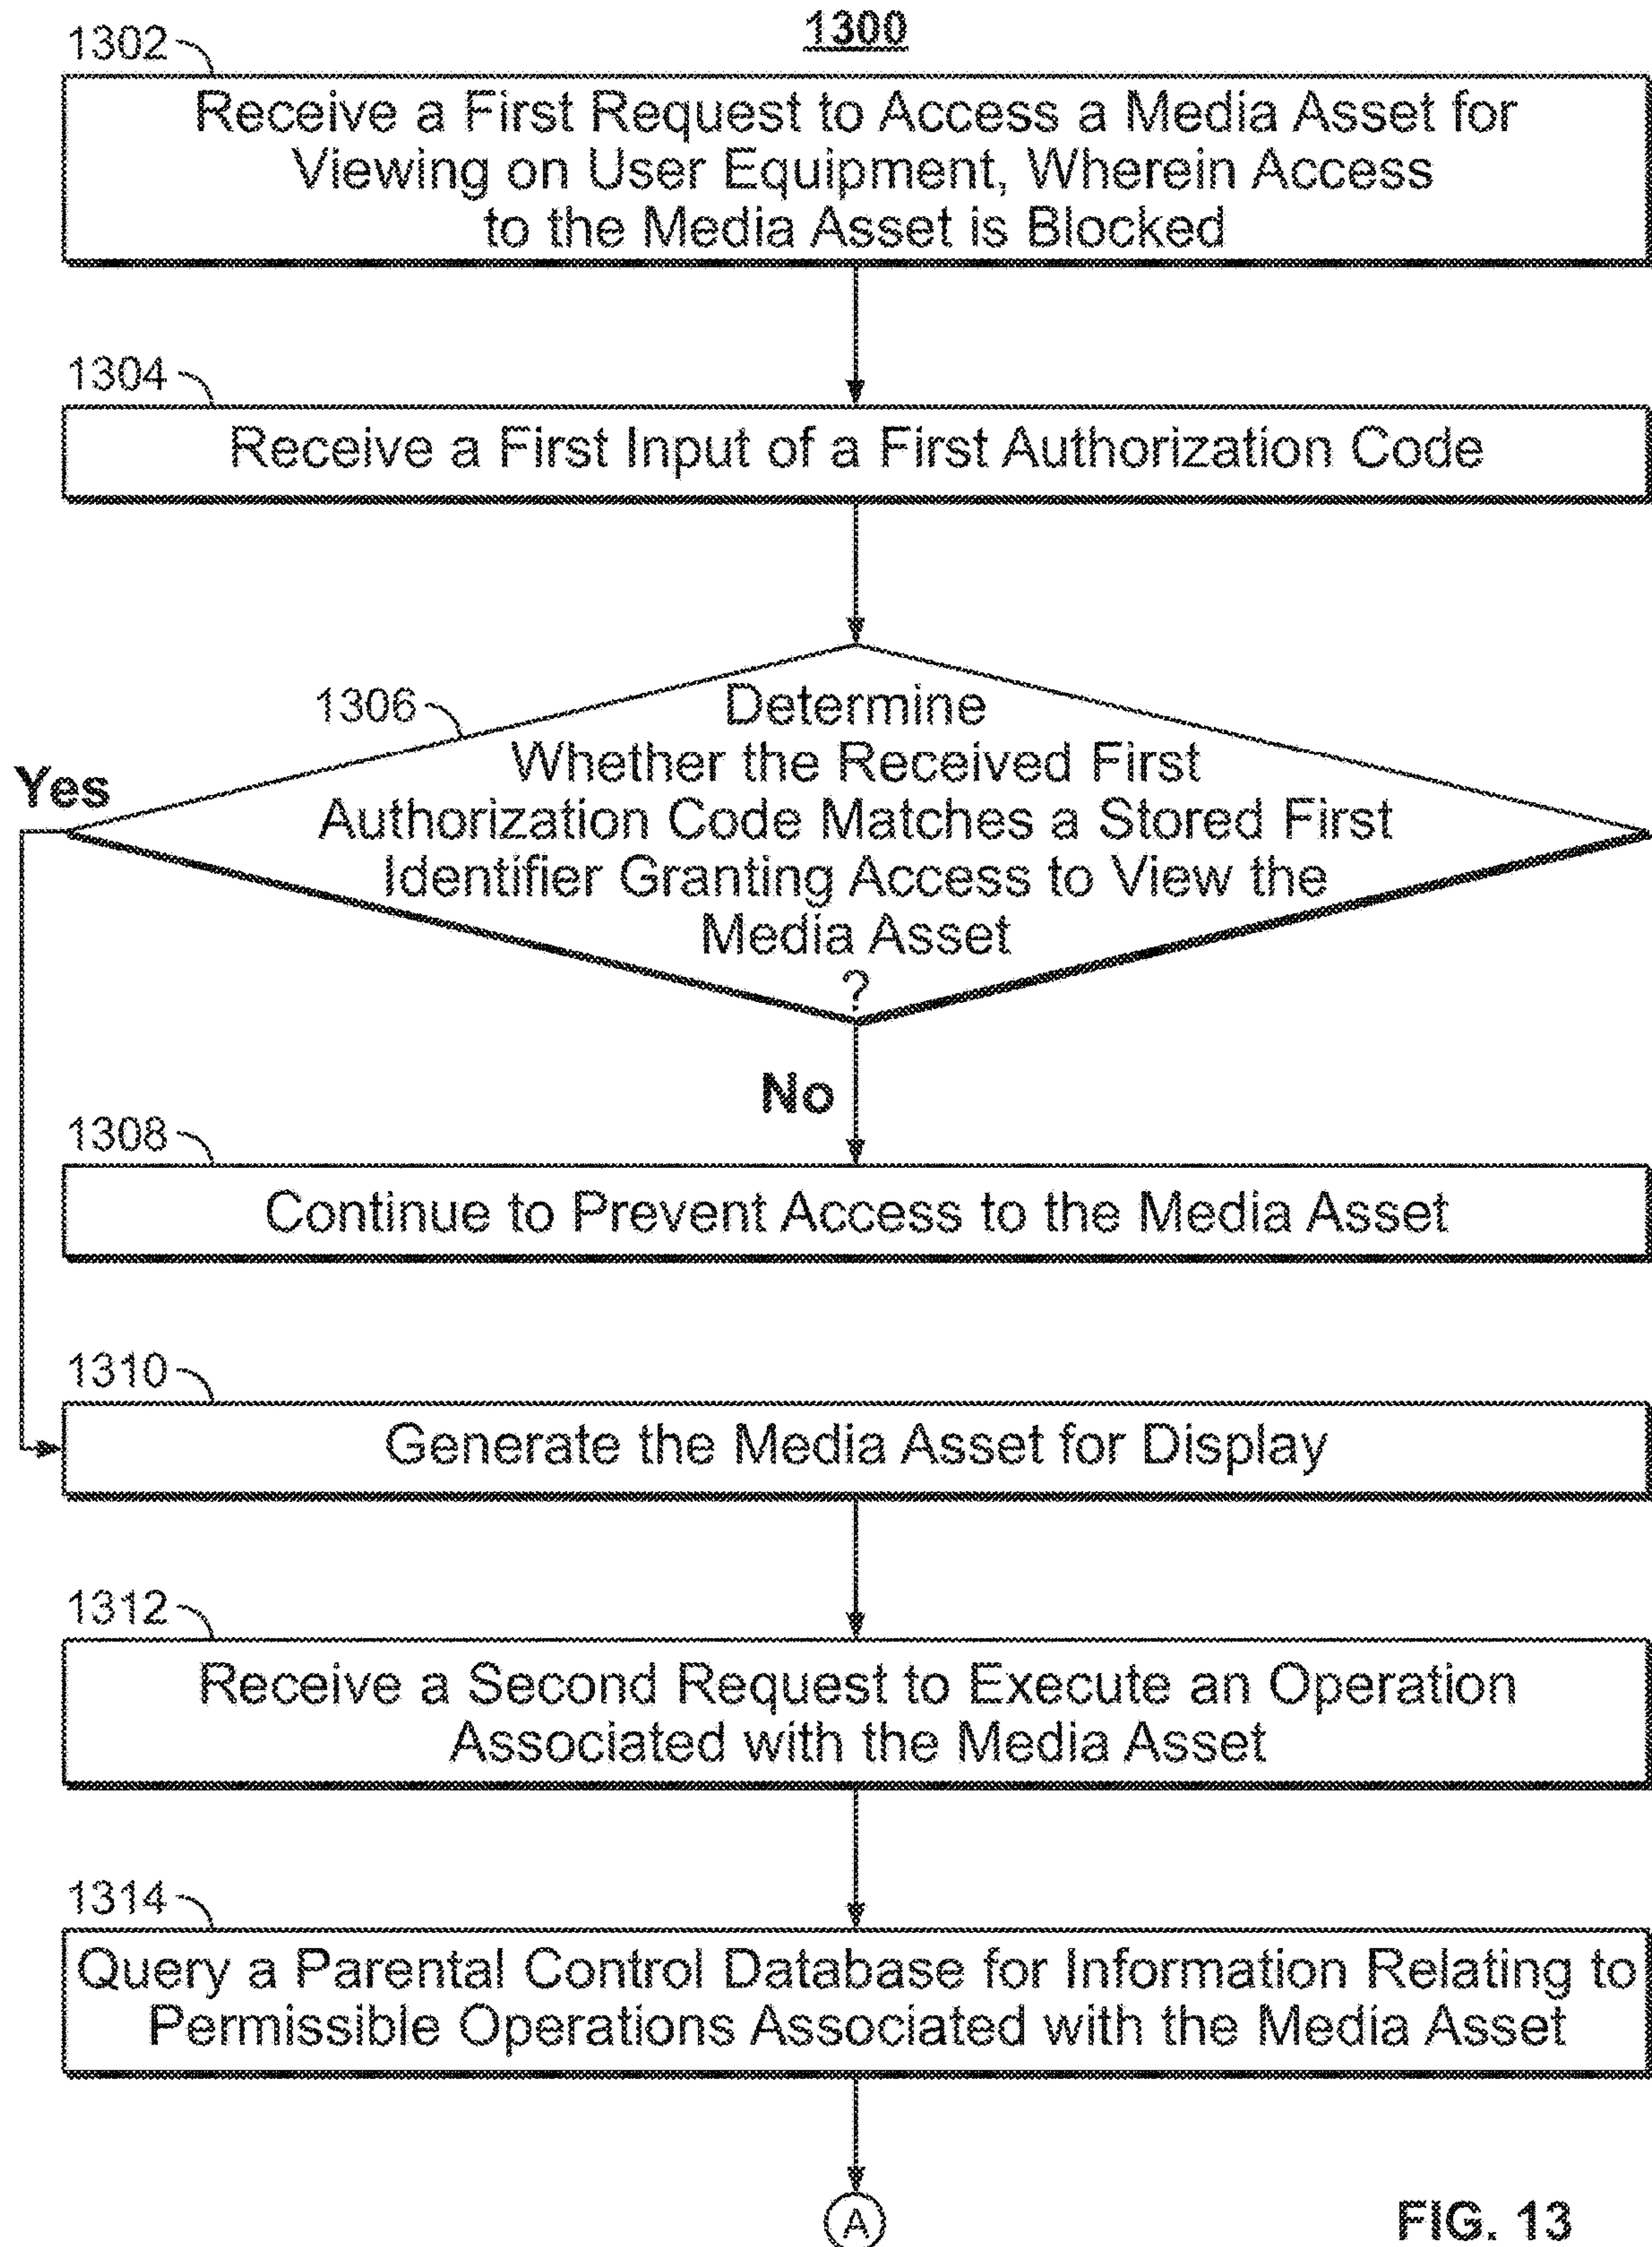 1300
1302
Receive a First Request to Access a Media Asset for
Viewing on User Equipment, Wherein Access
to the Media Asset is Blocked
1304
Receive a First Input of a First Authorization Code
1306
Determine
Whether the Received First
Authorization Code Matches a Stored First
Identifier Granting Access to View the
Media Asset
?
Yes
No
1308
Continue to Prevent Access to the Media Asset
1310
Generate the Media Asset for Display
1312
Receive a Second Request to Execute an Operation
Associated with the Media Asset
1314
Query a Parental Control Database for Information Relating to
Permissible Operations Associated with the Media Asset
A
FIG. 13